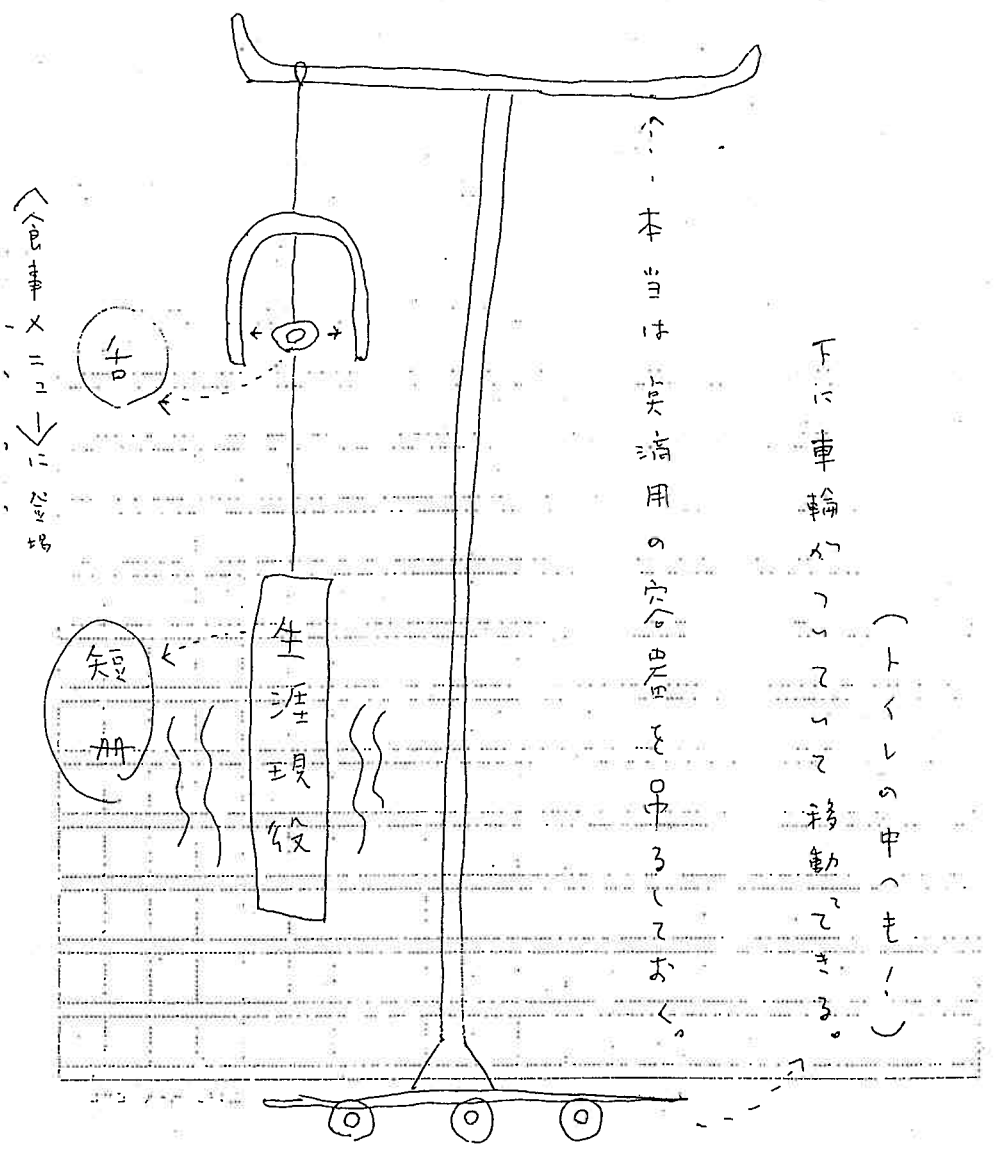 （トイレの中へも！）
下に車輪がついていて移動できる。
本当は点滴用の容器を吊るしておく。
生涯現役
舌
短冊
〈食事メニュー〉に登場